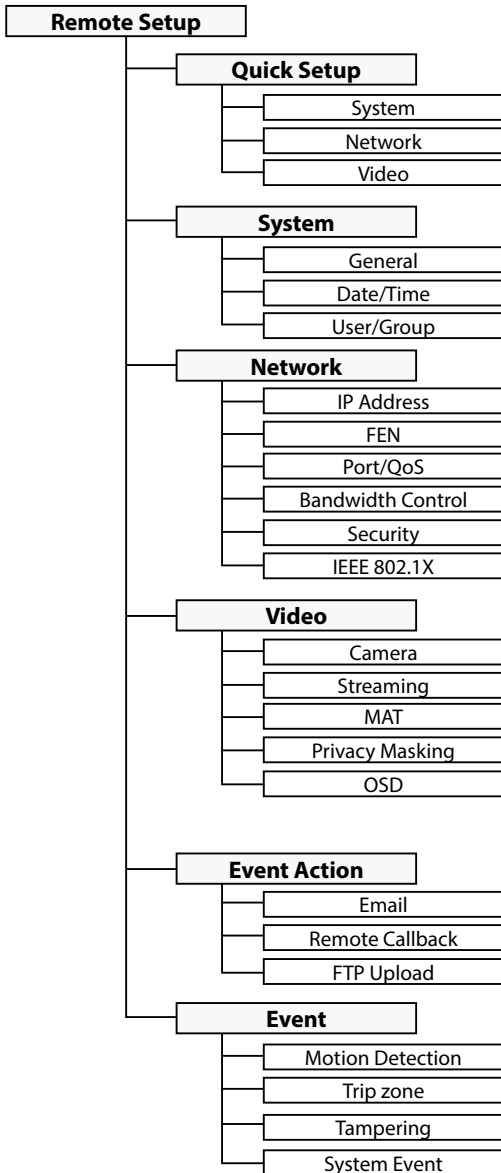 Remote Setup
Quick Setup
System
Network
Video
System
General
Date/Time
User/Group
Network
IP Address
FEN
Port/QoS
Bandwidth Control
Security
IEEE 802.1X
Video
Camera
Streaming
MAT
Privacy Masking
OSD
Event Action
Email
Remote Callback
FTP Upload
Event
Motion Detection
Trip zone
Tampering
System Event